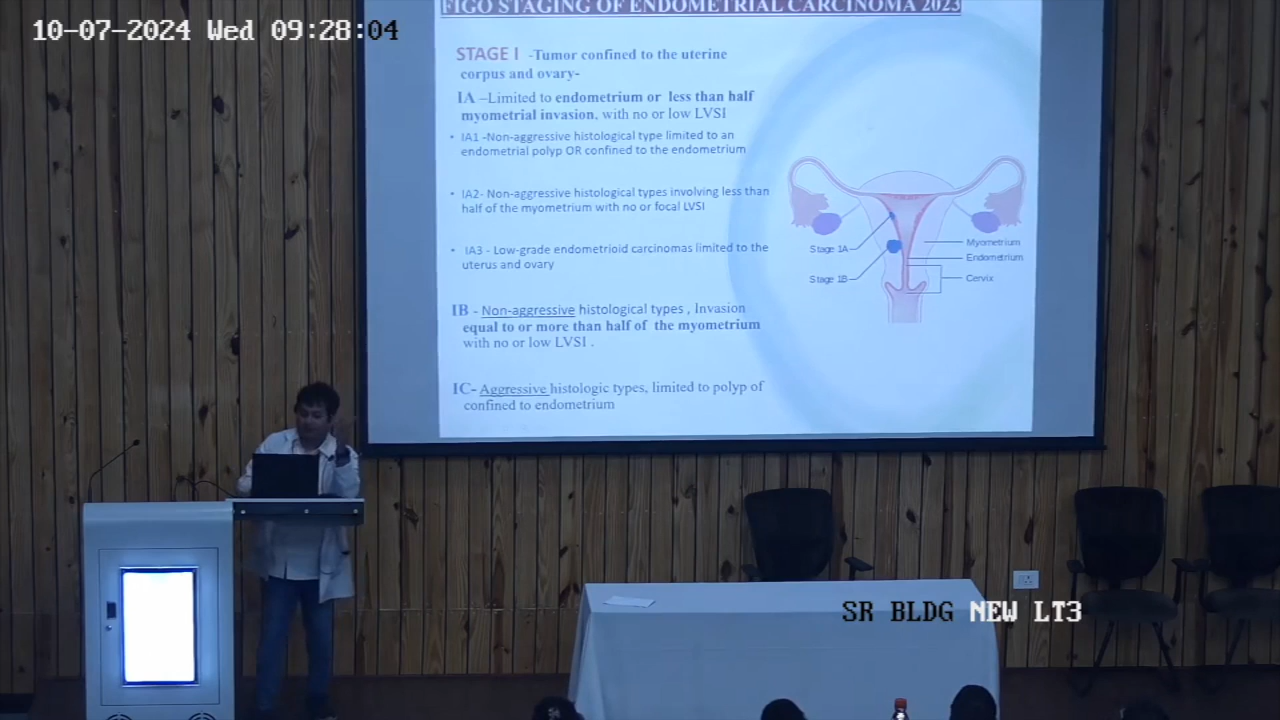 10-07-2024 Wed 09:28:04
FIGO STAGING OF ENDOMETRIAL CARCINOMA 2023
STAGE I -Tumor confined to the uterine
corpus and ovary-
IA –Limited to endometrium or less than half
myometrial invasion, with no or low LVSI
• IA1 -Non-aggressive histological type limited to an
endometrial polyp OR confined to the endometrium
• IA2- Non-aggressive histological types involving less than
half of the myometrium with no or focal LVSI
• IA3 - Low-grade endometrioid carcinomas limited to the
uterus and ovary
IB - Non-aggressive histological types , Invasion
equal to or more than half of the myometrium
with no or low LVSI .
IC- Aggressive histologic types, limited to polyp of
confined to endometrium
Stage 1A
Stage 1B
Myometrium
Endometrium
Cervix
SR BLDG NEW LT3